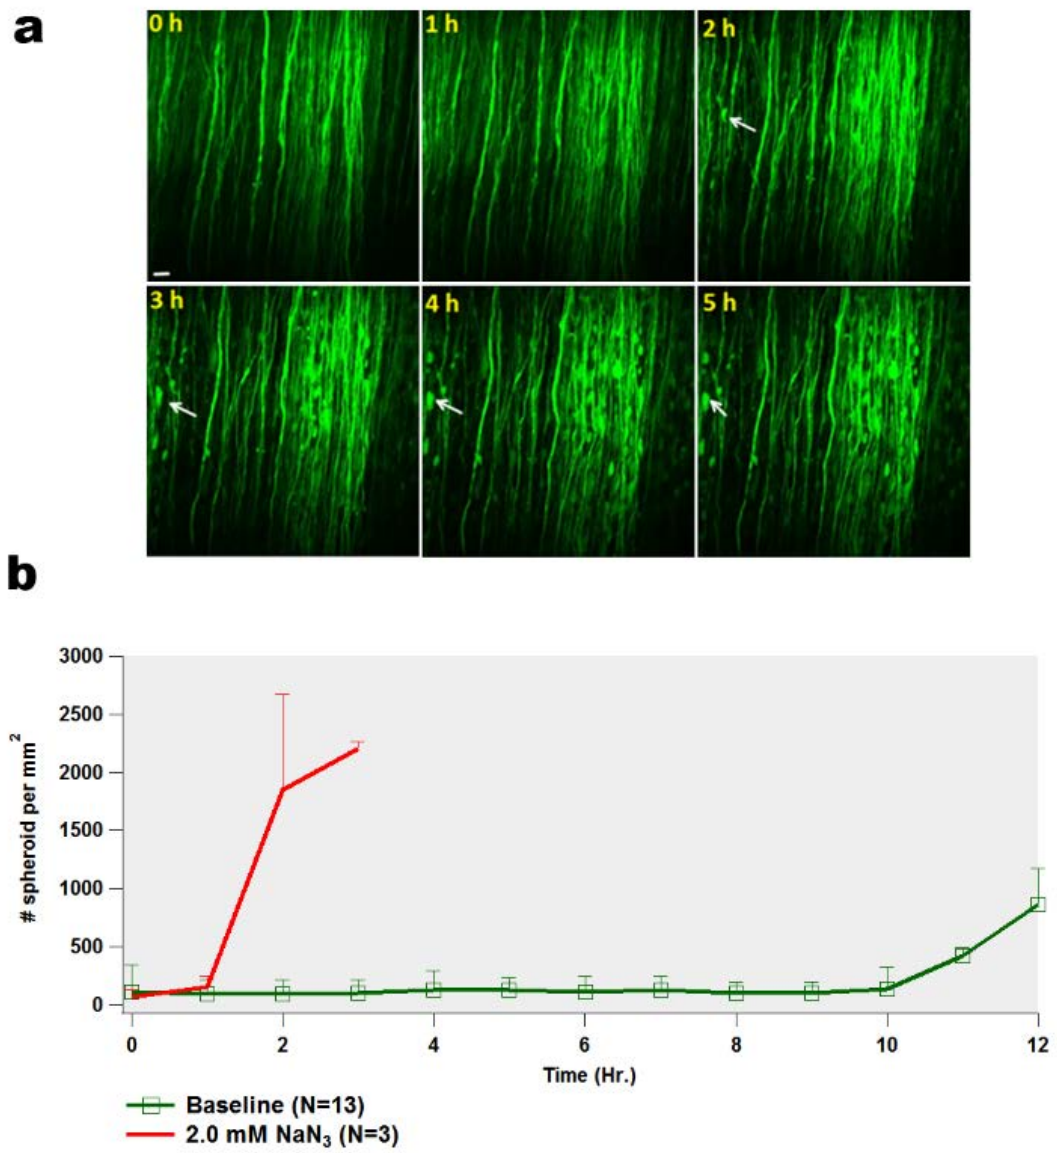 a
0 h
1 h
2 h
3 h
4 h
5 h
b
3000
2500
2000
1500
1000
500
0
# spheroid per mm²
0 2 4 6 8 10 12
Time (Hr.)
Baseline (N=13)
2.0 mM NaN₃ (N=3)